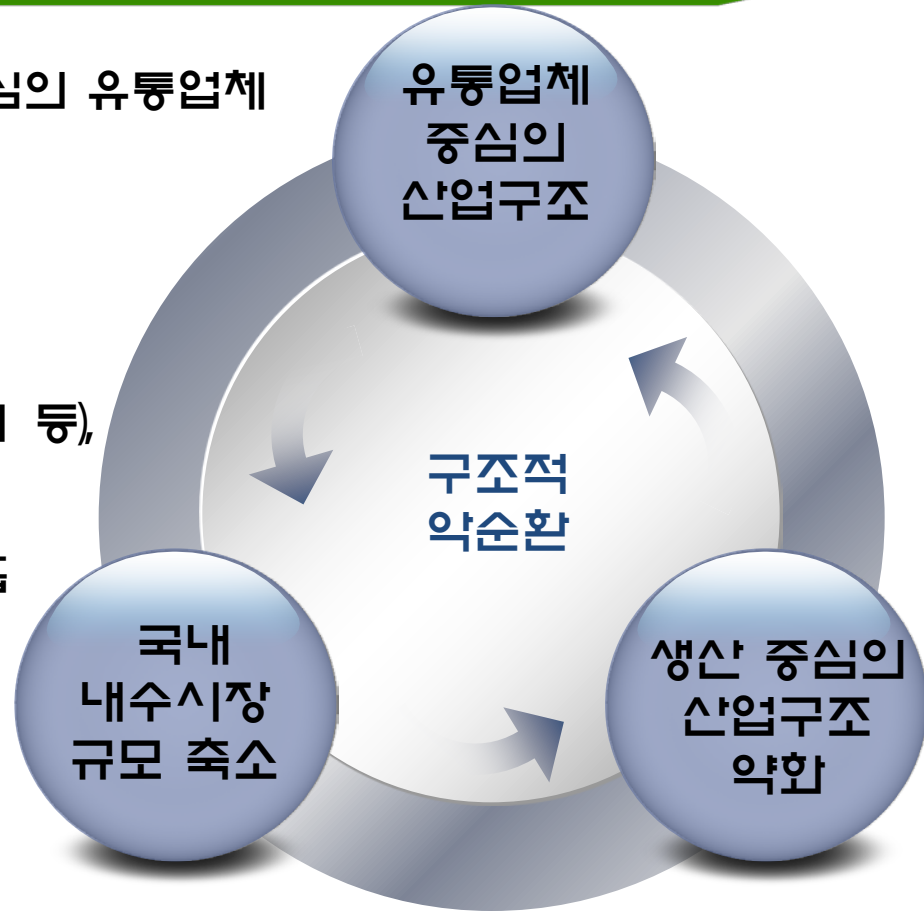 심의 유통업체
등),
유통업체
중심의
산업구조
구조적
악순환
국내
내수시장
규모 축소
생산 중심의
산업구조
약화